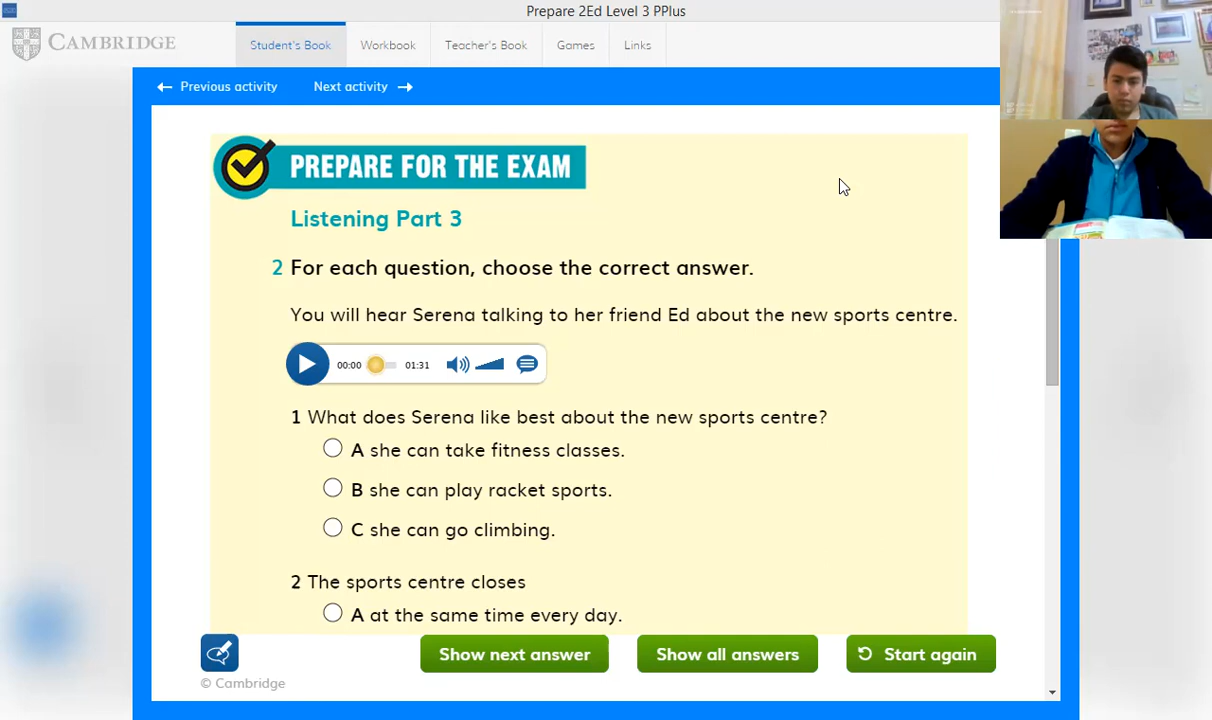 Prepare 2Ed Level 3 PPlus
CAMBRIDGE
Student's Book
Workbook
Teacher's Book
Games
Links
← Previous activity
Next activity →
PREPARE FOR THE EXAM
Listening Part 3
2 For each question, choose the correct answer.
You will hear Serena talking to her friend Ed about the new sports centre.
00:00 01:31
1 What does Serena like best about the new sports centre?
A she can take fitness classes.
B she can play racket sports.
C she can go climbing.
2 The sports centre closes
A at the same time every day.
Show next answer
Show all answers
Start again
© Cambridge